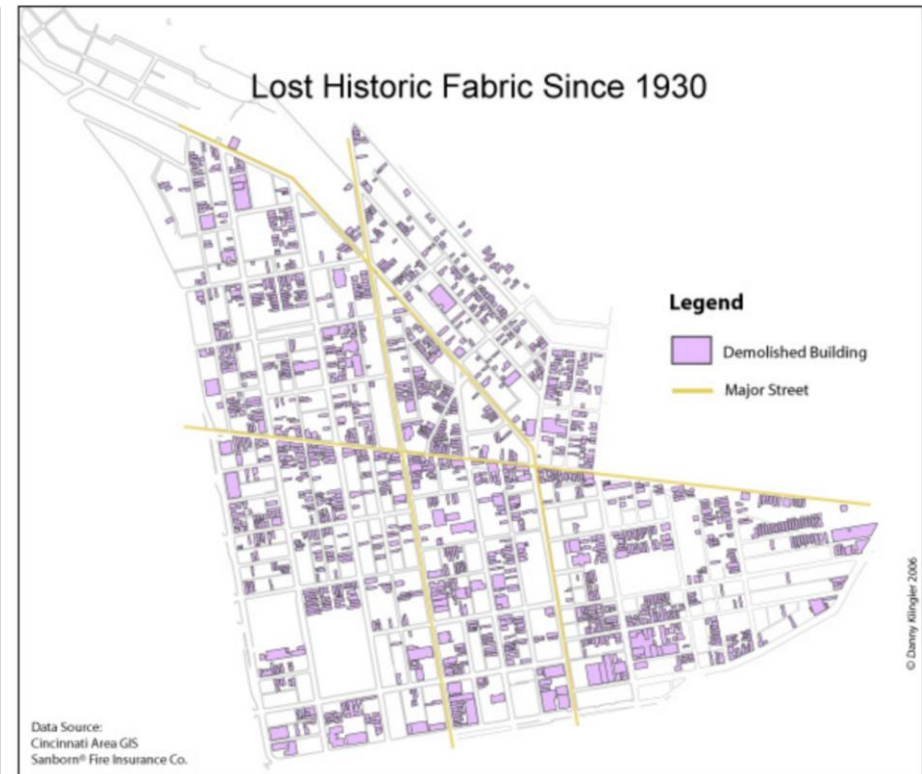 Lost Historic Fabric Since 1930
Legend
Demolished Building
Major Street
© Danny Klingler 2006
Data Source:
Cincinnati Area GIS
Sanborn® Fire Insurance Co.